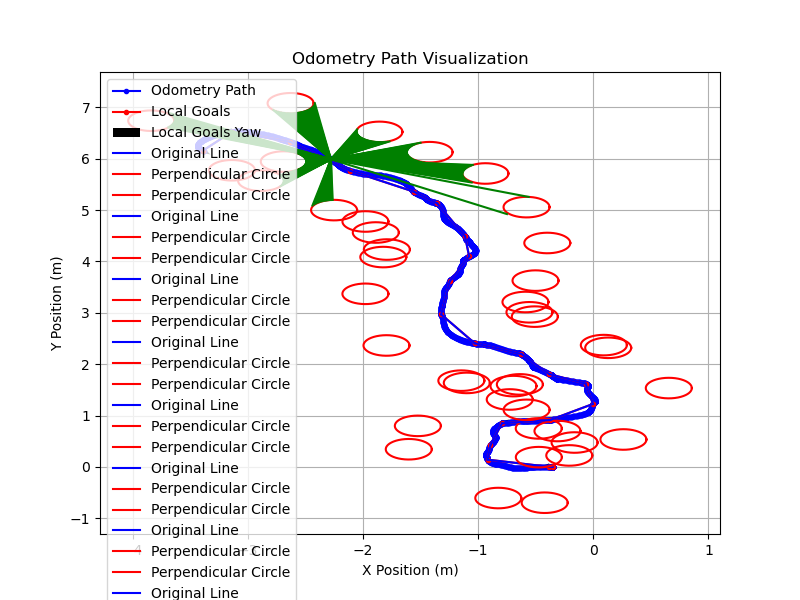 Odometry Path Visualization
Y Position (m)
7
6
5
4
3
2
1
0
−1
Odometry Path
Local Goals
Local Goals Yaw
Original Line
Perpendicular Circle
Perpendicular Circle
Original Line
Perpendicular Circle
Perpendicular Circle
Original Line
Perpendicular Circle
Perpendicular Circle
Original Line
Perpendicular Circle
Perpendicular Circle
Original Line
Perpendicular Circle
Perpendicular Circle
Original Line
Perpendicular Circle
Perpendicular Circle
Original Line
Perpendicular Circle
Perpendicular Circle
Original Line
−2 −1 0 1
X Position (m)